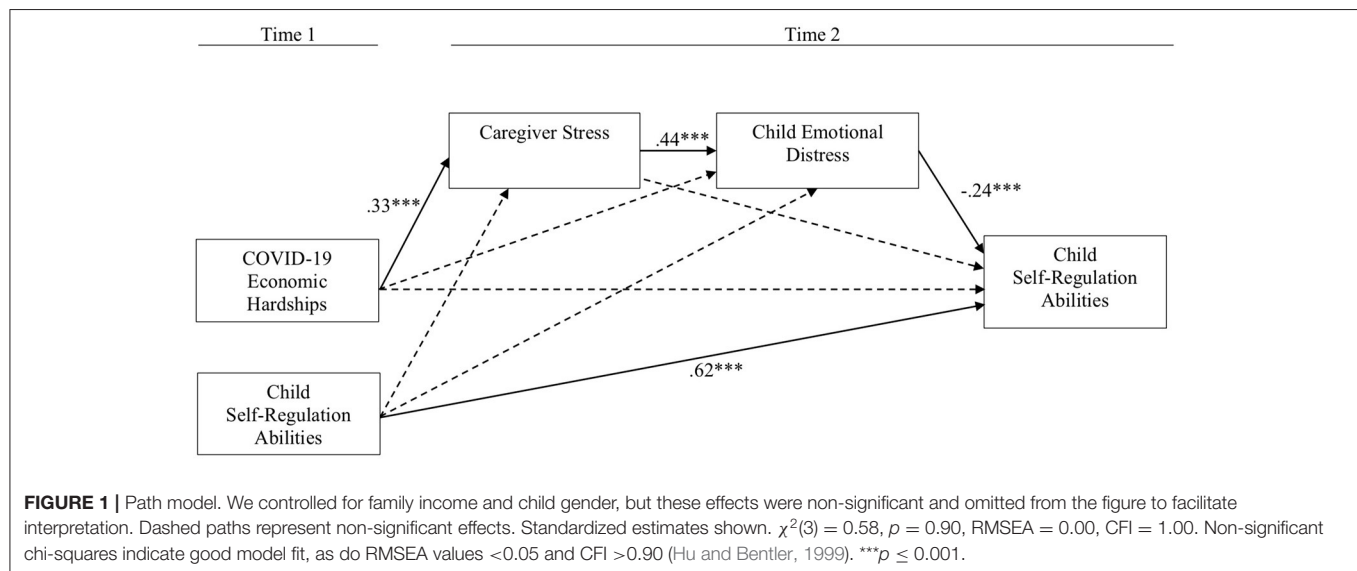 Time 1
Time 2
Caregiver Stress
.44***
Child Emotional
Distress
.33***
-.24***
COVID-19
Economic
Hardships
Child
Self-Regulation
Abilities
.62***
Child
Self-Regulation
Abilities
FIGURE 1 | Path model. We controlled for family income and child gender, but these effects were non-significant and omitted from the figure to facilitate
interpretation. Dashed paths represent non-significant effects. Standardized estimates shown. χ²(3) = 0.58, p = 0.90, RMSEA = 0.00, CFI = 1.00. Non-significant
chi-squares indicate good model fit, as do RMSEA values <0.05 and CFI >0.90 (Hu and Bentler, 1999). ***p ≤ 0.001.